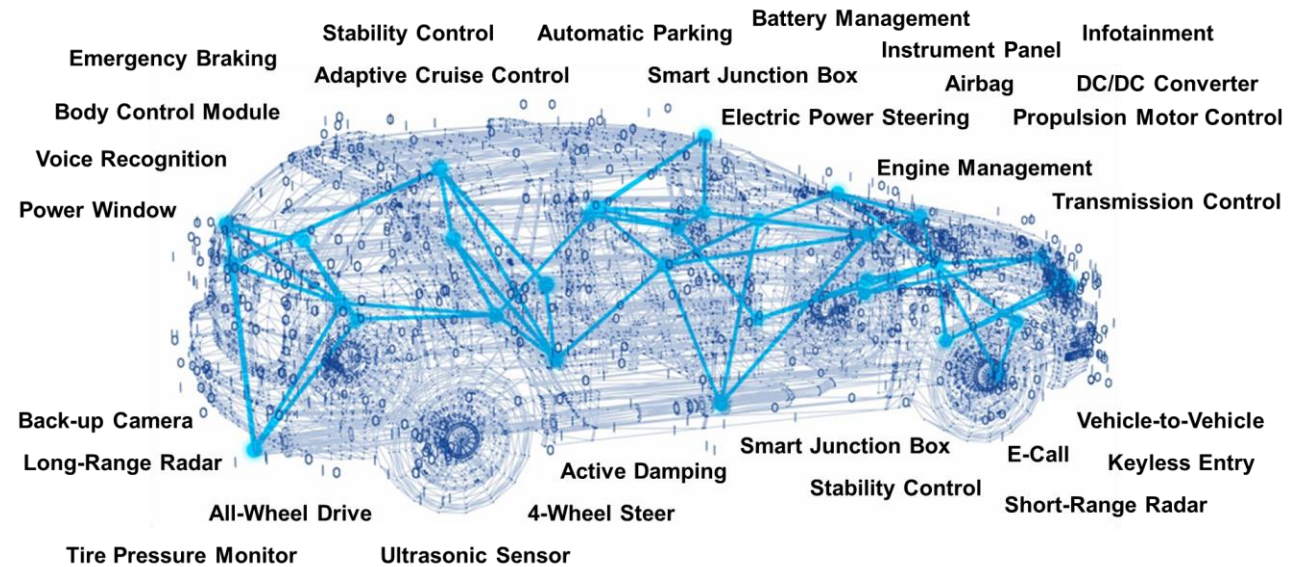 Battery Management
Stability Control
Automatic Parking
Infotainment
Instrument Panel
Emergency Braking
Adaptive Cruise Control
Smart Junction Box
Airbag
DC/DC Converter
Body Control Module
Electric Power Steering
Propulsion Motor Control
Voice Recognition
Engine Management
Power Window
Transmission Control
Back-up Camera
Vehicle-to-Vehicle
Smart Junction Box
E-Call
Long-Range Radar
Keyless Entry
Active Damping
Stability Control
Short-Range Radar
All-Wheel Drive
4-Wheel Steer
Tire Pressure Monitor
Ultrasonic Sensor